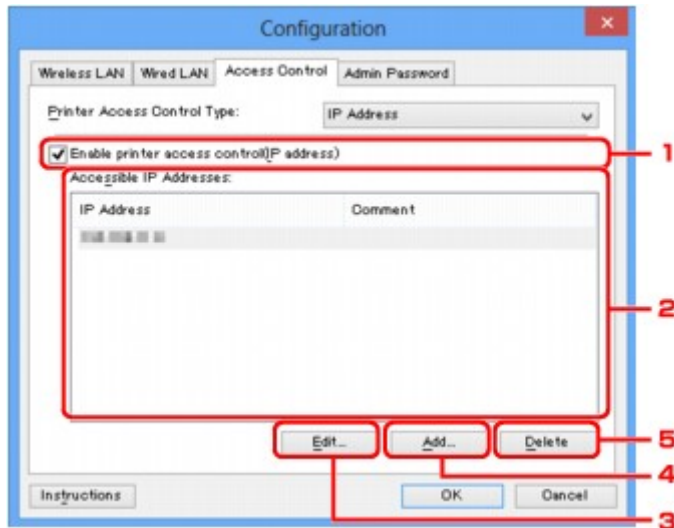 Configuration
Wireless LAN Wired LAN Access Control Admin Password
Printer Access Control Type: IP Address
Enable printer access control(IP address) 1
Accessible IP Addresses:
IP Address Comment
2
Edit... Add... Delete 5
4
Instructions OK Cancel
3